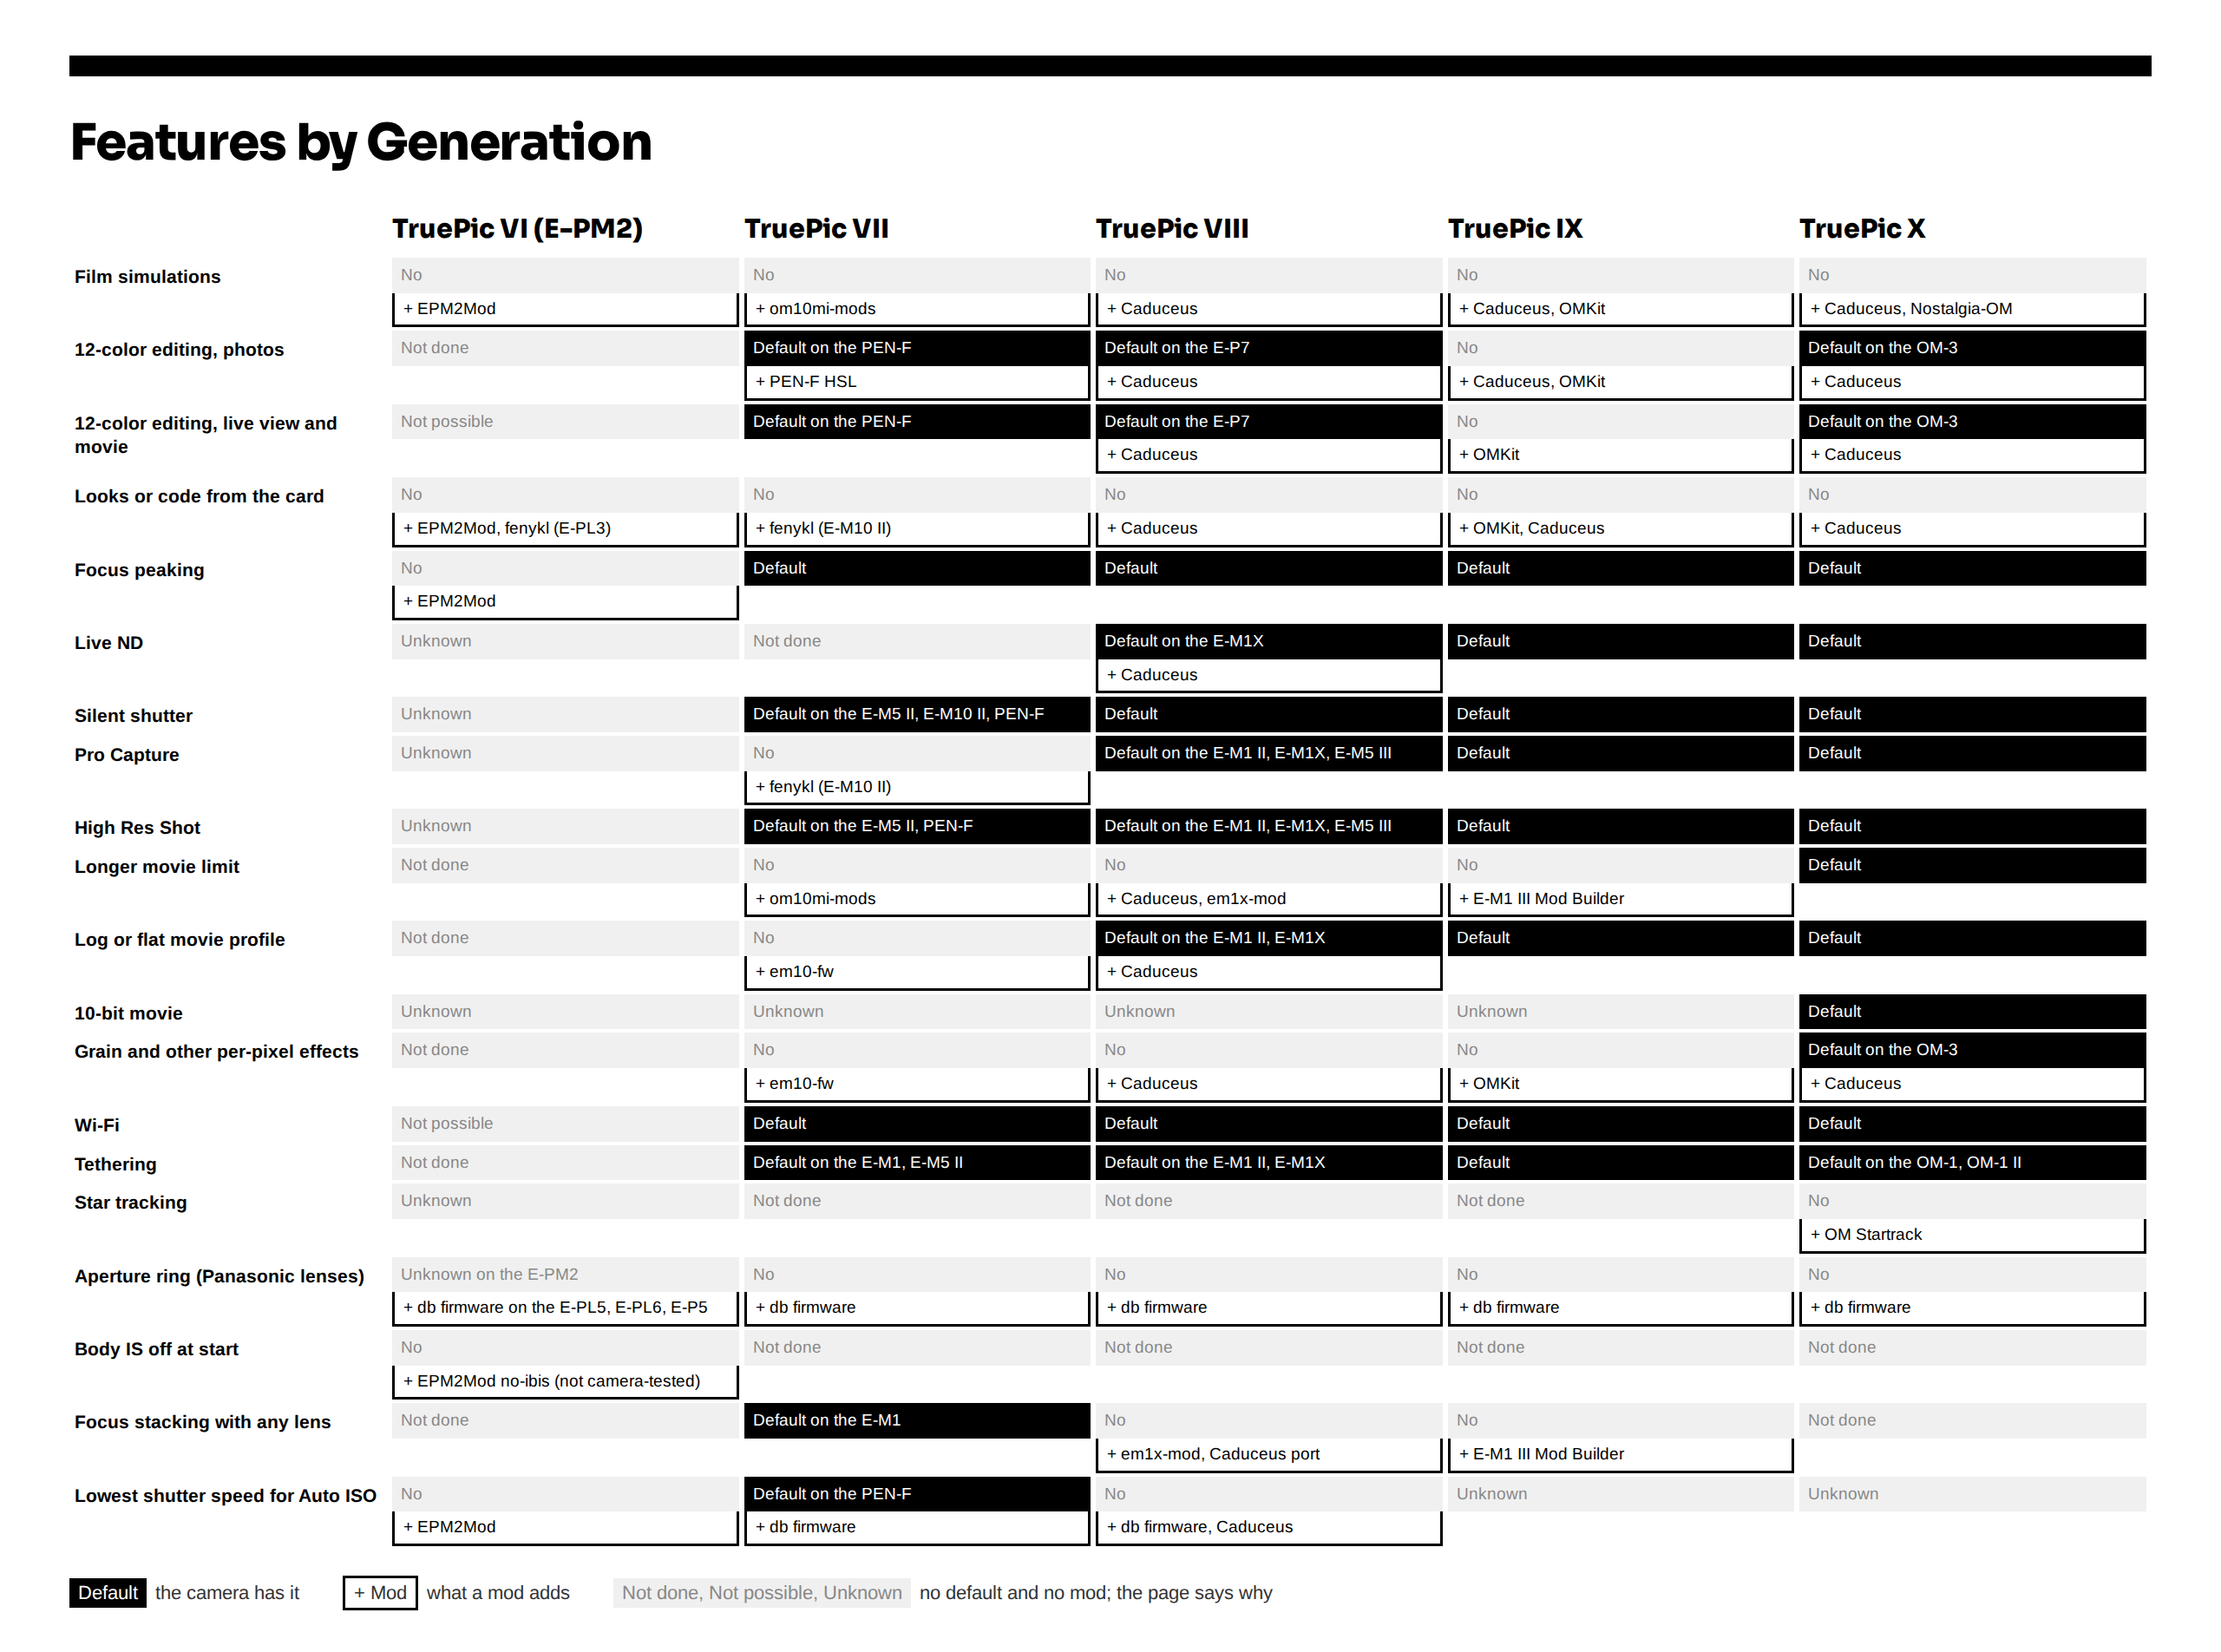 Features by Generation
TruePic VI (E-PM2) TruePic VII TruePic VIII TruePic IX TruePic X
Film simulations No No No No No
+ EPM2Mod + om10mi-mods + Caduceus + Caduceus, OMKit + Caduceus, Nostalgia-OM
12-color editing, photos Not done Default on the PEN-F Default on the E-P7 No Default on the OM-3
+ PEN-F HSL + Caduceus + Caduceus, OMKit + Caduceus
12-color editing, live view and Not possible Default on the PEN-F Default on the E-P7 No Default on the OM-3
movie + Caduceus + OMKit + Caduceus
Looks or code from the card No No No No No
+ EPM2Mod, fenykl (E-PL3) + fenykl (E-M10 II) + Caduceus + OMKit, Caduceus + Caduceus
Focus peaking No Default Default Default Default
+ EPM2Mod
Live ND Unknown Not done Default on the E-M1X Default Default
+ Caduceus
Silent shutter Unknown Default on the E-M5 II, E-M10 II, PEN-F Default Default Default
Pro Capture Unknown No Default on the E-M1 II, E-M1X, E-M5 III Default Default
+ fenykl (E-M10 II)
High Res Shot Unknown Default on the E-M5 II, PEN-F Default on the E-M1 II, E-M1X, E-M5 III Default Default
Longer movie limit Not done No No No Default
+ om10mi-mods + Caduceus, em1x-mod + E-M1 III Mod Builder
Log or flat movie profile Not done No Default on the E-M1 II, E-M1X Default Default
+ em10-fw + Caduceus
10-bit movie Unknown Unknown Unknown Unknown Default
Grain and other per-pixel effects Not done No No No Default on the OM-3
+ em10-fw + Caduceus + OMKit + Caduceus
Wi-Fi Not possible Default Default Default Default
Tethering Not done Default on the E-M1, E-M5 II Default on the E-M1 II, E-M1X Default Default on the OM-1, OM-1 II
Star tracking Unknown Not done Not done Not done No
+ OM Startrack
Aperture ring (Panasonic lenses) Unknown on the E-PM2 No No No No
+ db firmware on the E-PL5, E-PL6, E-P5 + db firmware + db firmware + db firmware + db firmware
Body IS off at start No Not done Not done Not done Not done
+ EPM2Mod no-ibis (not camera-tested)
Focus stacking with any lens Not done Default on the E-M1 No No Not done
+ em1x-mod, Caduceus port + E-M1 III Mod Builder
Lowest shutter speed for Auto ISO No Default on the PEN-F No Unknown Unknown
+ EPM2Mod + db firmware + db firmware, Caduceus
Default the camera has it + Mod what a mod adds Not done, Not possible, Unknown no default and no mod; the page says why